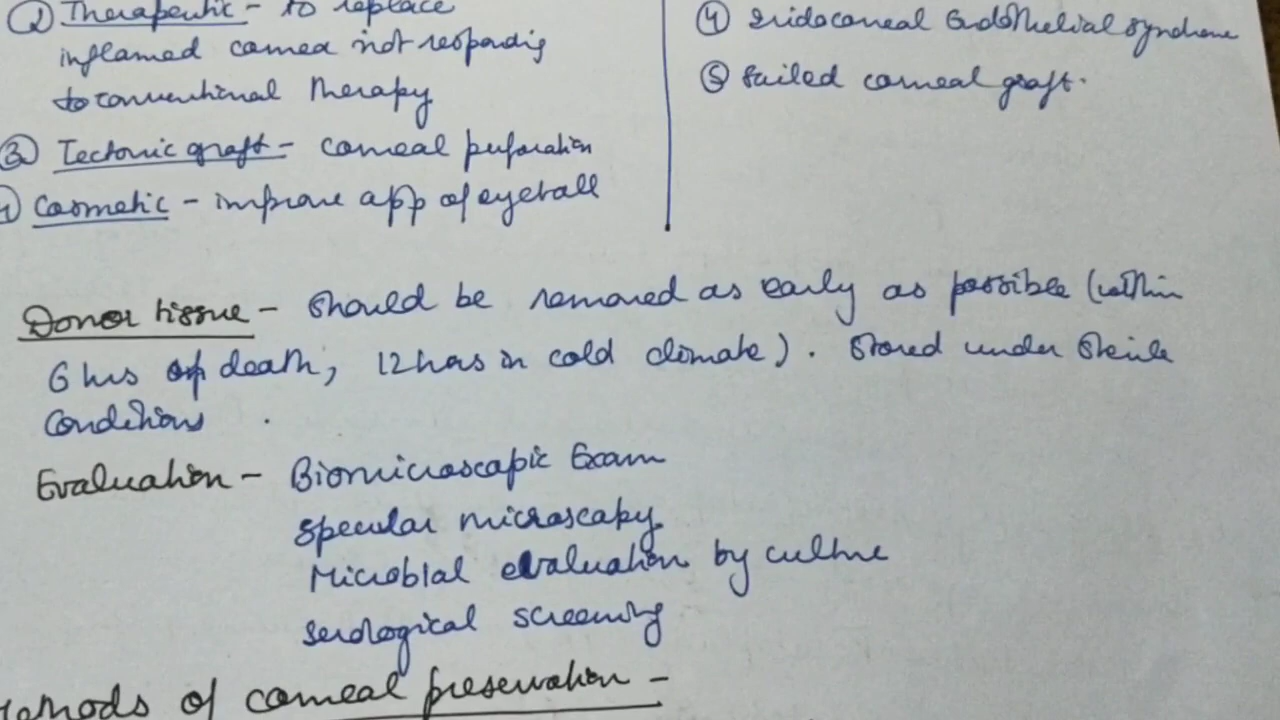 ② Therapeutic - to replace
inflamed cornea not responding
to conventional therapy
③ Tectonic graft - corneal perforation
④ Cosmetic - improve app of eyeball
④ iridocorneal Endothelial syndrome
⑤ failed corneal graft.
Donor tissue - should be removed as early as possible (within
6 hrs of death, 12 hrs in cold climate). Stored under sterile
conditions.
Evaluation - Biomicroscopic Exam
specular microscopy
Microbial evaluation by culture
serological screening
Methods of corneal preservation -